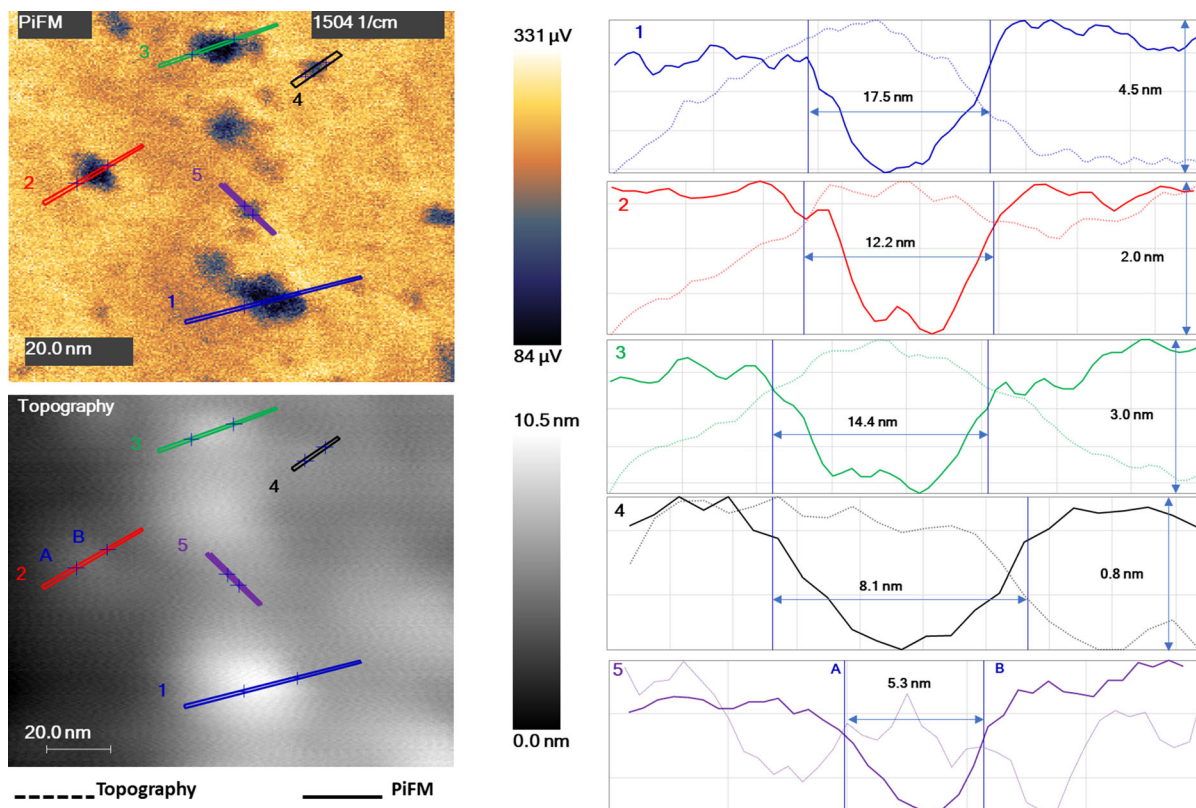 PiFM 1504 1/cm
3
4
2
5
1
20.0 nm
331 µV
84 µV
Topography
3
4
B
A
2
5
1
20.0 nm
10.5 nm
0.0 nm
Topography PiFM
1
17.5 nm
4.5 nm
2
12.2 nm
2.0 nm
3
14.4 nm
3.0 nm
4
8.1 nm
0.8 nm
5
A
B
5.3 nm